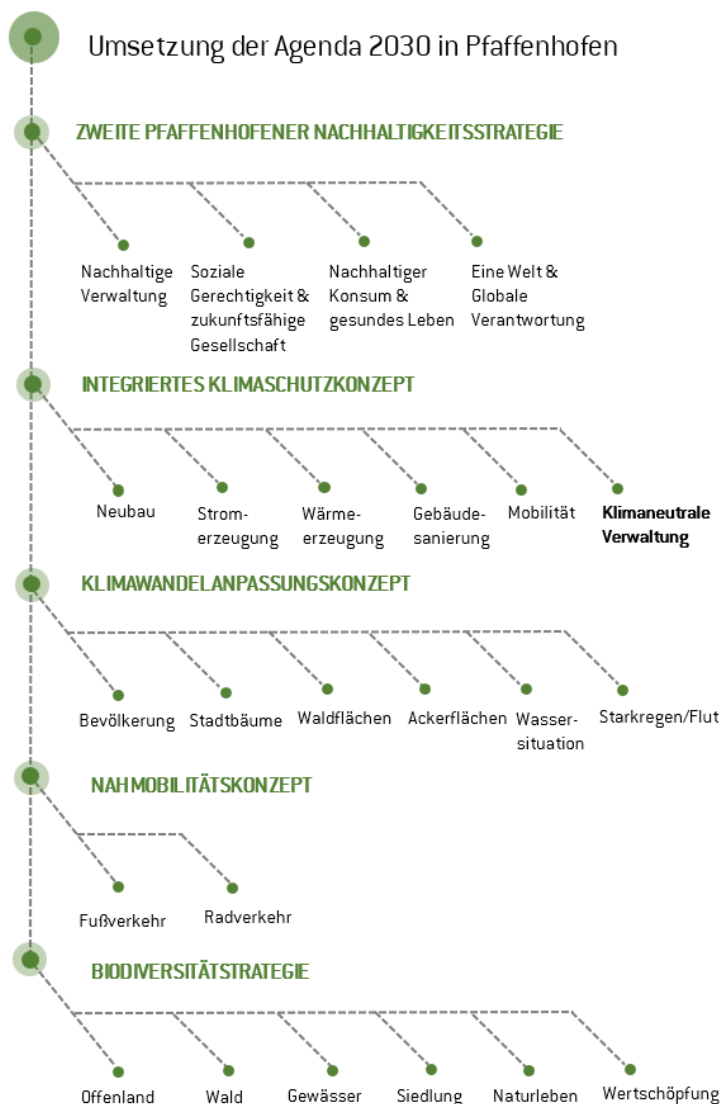 Umsetzung der Agenda 2030 in Pfaffenhofen
ZWEITE PFAFFENHOFENER NACHHALTIGKEITSSTRATEGIE
Nachhaltige
Verwaltung
Soziale
Gerechtigkeit &
zukunftsfähige
Gesellschaft
Nachhaltiger
Konsum &
gesundes Leben
Eine Welt &
Globale
Verantwortung
INTEGRIERTES KLIMASCHUTZKONZEPT
Neubau
Strom-
erzeugung
Wärme-
erzeugung
Gebäude-
sanierung
Mobilität
Klimaneutrale
Verwaltung
KLIMAWANDELANPASSUNGSKONZEPT
Bevölkerung
Stadtbäume
Waldflächen
Ackerflächen
Wasser-
situation
Starkregen/Flut
NAHMOBILITÄTSKONZEPT
Fußverkehr
Radverkehr
BIODIVERSITÄTSTRATEGIE
Offenland
Wald
Gewässer
Siedlung
Naturleben
Wertschöpfung